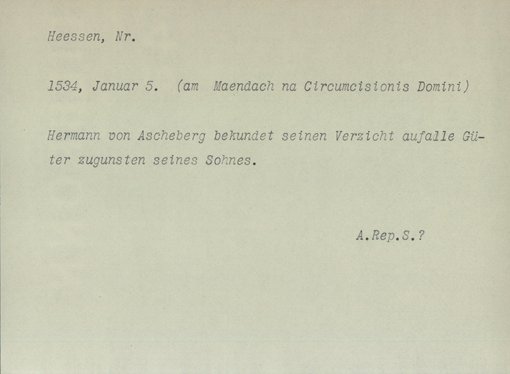 Heessen, Nr.
1534, Januar 5. (am Maendach na Circumcisionis Domini)
Hermann von Ascheberg bekundet seinen Verzicht aufalle Gü-
ter zugunsten seines Sohnes.
A.Rep.S.?